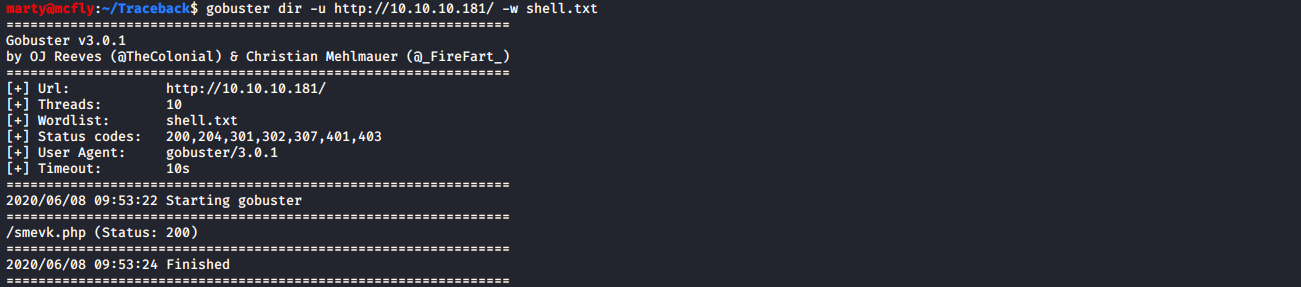 marty@mcfly:~/Traceback$ gobuster dir -u http://10.10.10.181/ -w shell.txt
===============================================================
Gobuster v3.0.1
by OJ Reeves (@TheColonial) & Christian Mehlmauer (@_FireFart_)
===============================================================
[+] Url:            http://10.10.10.181/
[+] Threads:        10
[+] Wordlist:       shell.txt
[+] Status codes:   200,204,301,302,307,401,403
[+] User Agent:     gobuster/3.0.1
[+] Timeout:        10s
===============================================================
2020/06/08 09:53:22 Starting gobuster
===============================================================
/smevk.php (Status: 200)
===============================================================
2020/06/08 09:53:24 Finished
===============================================================